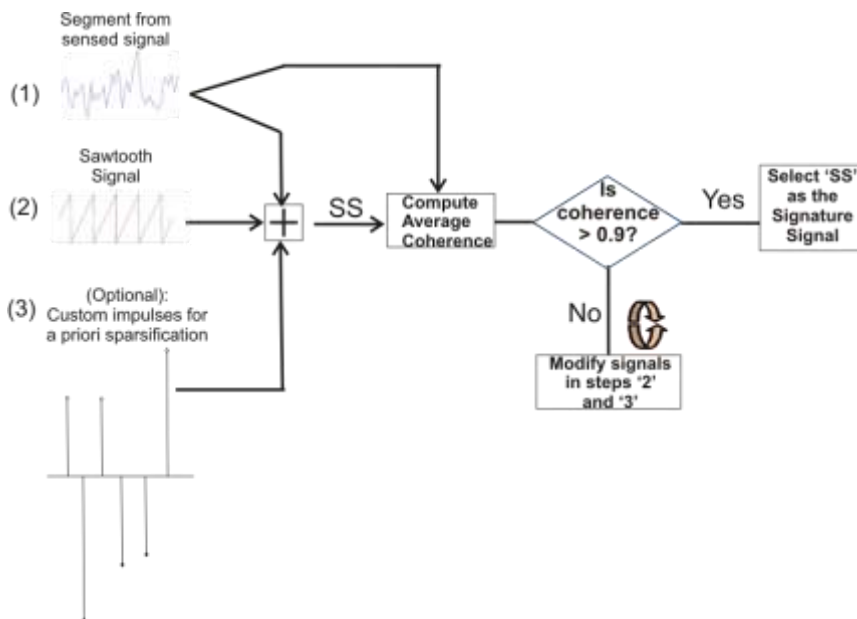 Segment from
sensed signal
(1)
Sawtooth
Signal
(2)
(Optional):
(3)
Custom impulses for
a priori sparsification
SS
Compute
Average
Coherence
Is
coherence
> 0.9?
Yes
Select ‘SS’
as the
Signature
Signal
No
Modify signals
in steps ‘2’
and ‘3’